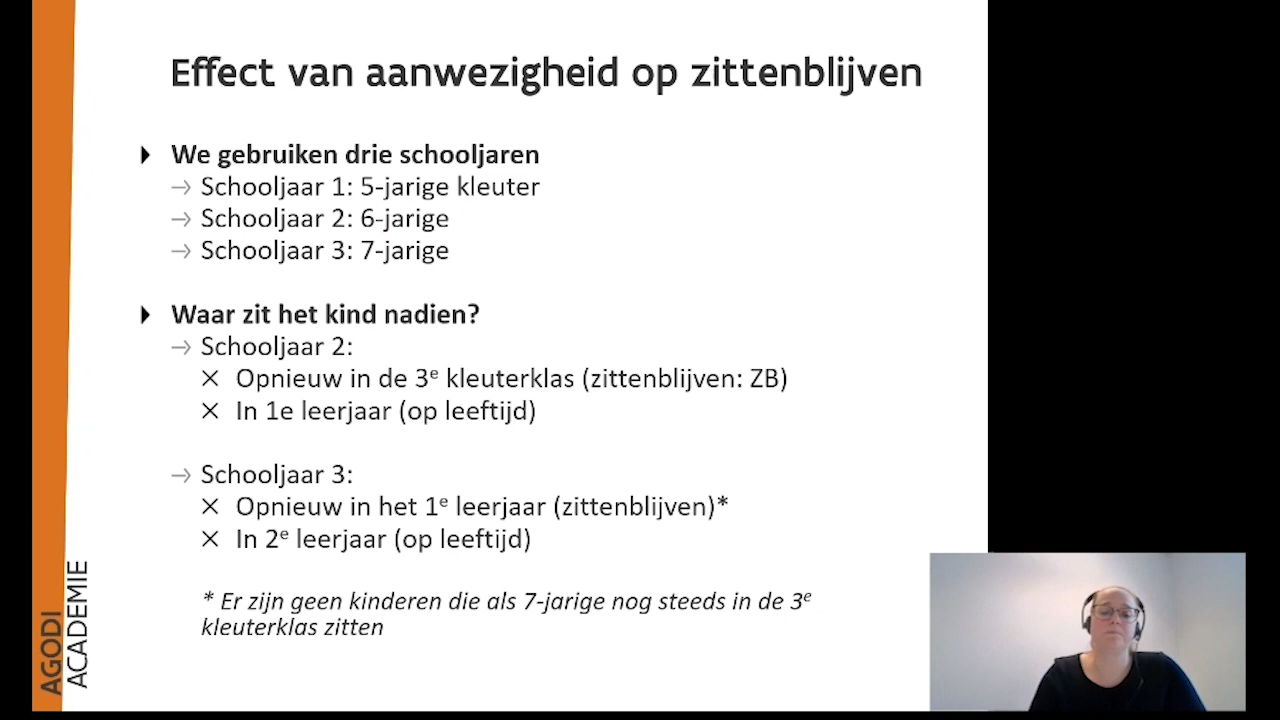 Effect van aanwezigheid op zittenblijven
We gebruiken drie schooljaren
→ Schooljaar 1: 5-jarige kleuter
→ Schooljaar 2: 6-jarige
→ Schooljaar 3: 7-jarige
Waar zit het kind nadien?
→ Schooljaar 2:
× Opnieuw in de 3e kleuterklas (zittenblijven: ZB)
× In 1e leerjaar (op leeftijd)
→ Schooljaar 3:
× Opnieuw in het 1e leerjaar (zittenblijven)*
× In 2e leerjaar (op leeftijd)
* Er zijn geen kinderen die als 7-jarige nog steeds in de 3e
kleuterklas zitten
AGODI
ACADEMIE